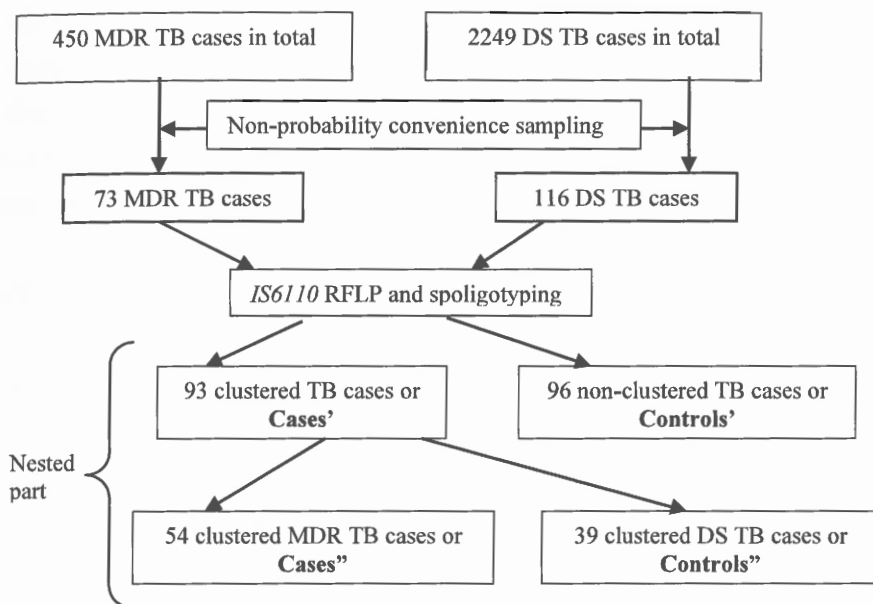 450 MDR TB cases in total
2249 DS TB cases in total
Non-probability convenience sampling
73 MDR TB cases
116 DS TB cases
IS6110 RFLP and spoligotyping
93 clustered TB cases or
Cases’
96 non-clustered TB cases or
Controls’
Nested
part
54 clustered MDR TB cases or
Cases”
39 clustered DS TB cases or
Controls”